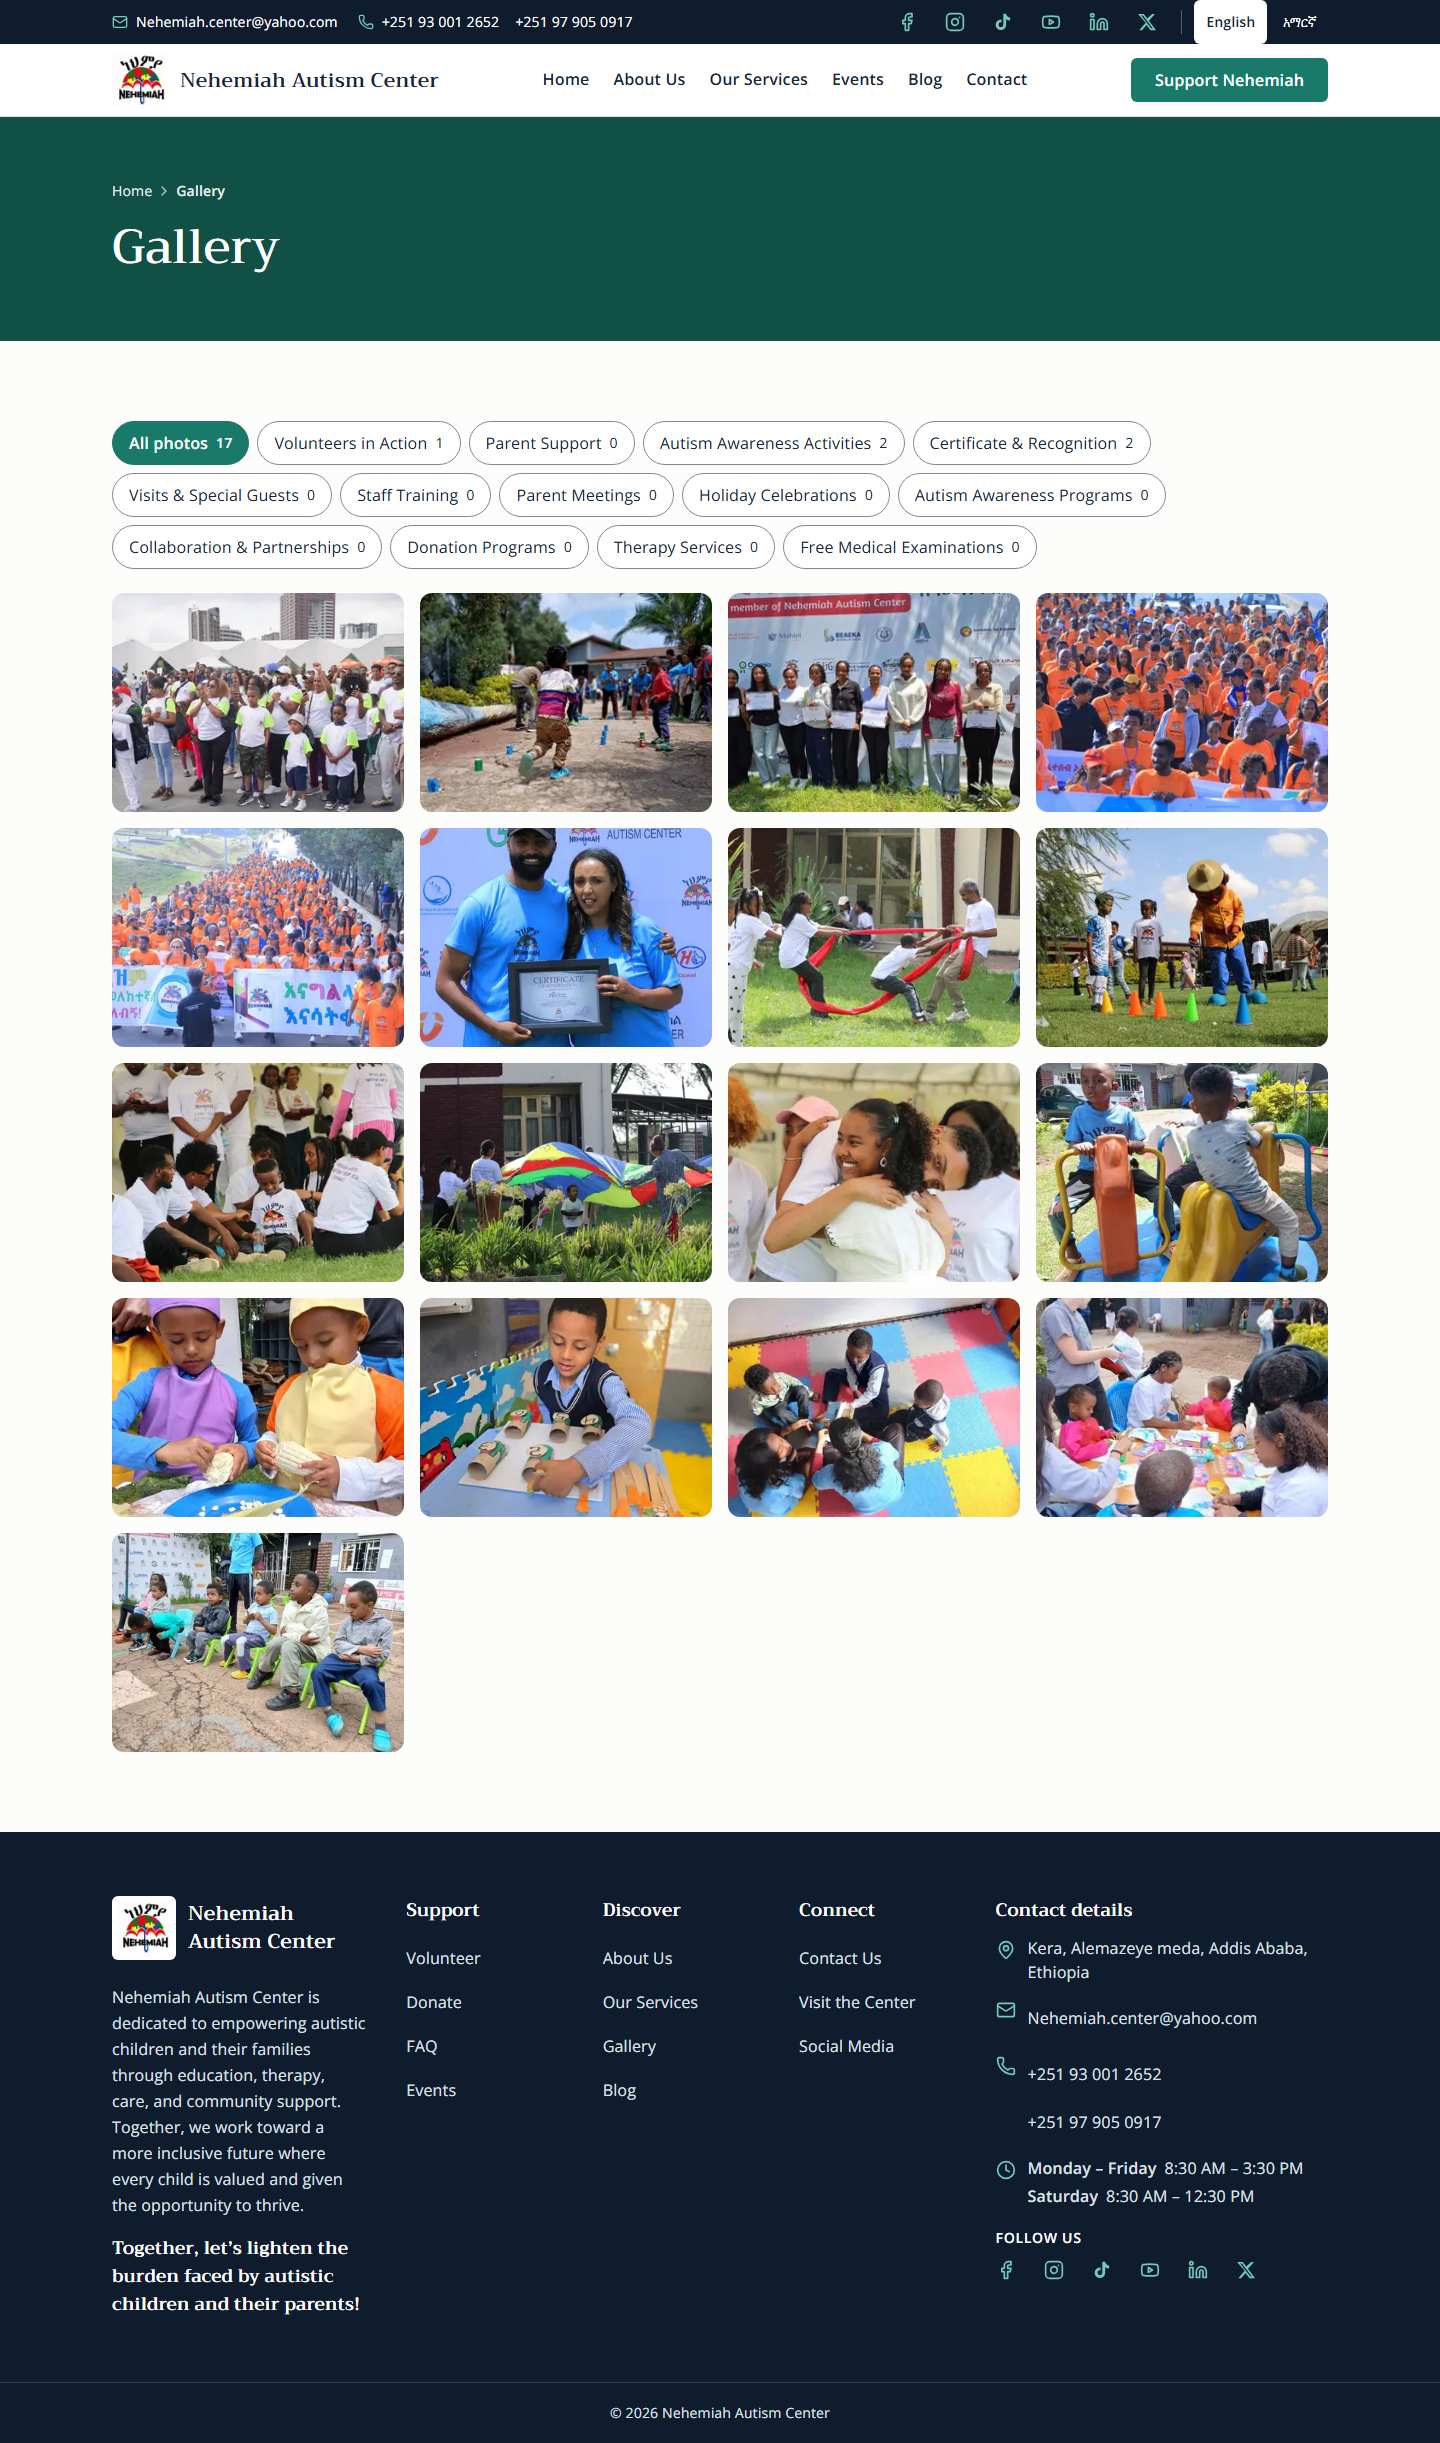 Nehemiah.center@yahoo.com +251 93 001 2652 +251 97 905 0917 English አማርኛ
ነህምያ
NEHEMIAH
Nehemiah Autism Center Home About Us Our Services Events Blog Contact Support Nehemiah
Home > Gallery
Gallery
All photos 17 Volunteers in Action 1 Parent Support 0 Autism Awareness Activities 2 Certificate & Recognition 2
Visits & Special Guests 0 Staff Training 0 Parent Meetings 0 Holiday Celebrations 0 Autism Awareness Programs 0
Collaboration & Partnerships 0 Donation Programs 0 Therapy Services 0 Free Medical Examinations 0
member of Nehemiah Autism Center
AUTISM CENTER
NEHEMIAH
CERTIFICATE
እናግልላ
እናሳትፍ
NEHEMIAH
ነህምያ
NEHEMIAH
Nehemiah
Autism Center
Nehemiah Autism Center is
dedicated to empowering autistic
children and their families
through education, therapy,
care, and community support.
Together, we work toward a
more inclusive future where
every child is valued and given
the opportunity to thrive.
Together, let's lighten the
burden faced by autistic
children and their parents!
Support
Volunteer
Donate
FAQ
Events
Discover
About Us
Our Services
Gallery
Blog
Connect
Contact Us
Visit the Center
Social Media
Contact details
Kera, Alemazeye meda, Addis Ababa,
Ethiopia
Nehemiah.center@yahoo.com
+251 93 001 2652
+251 97 905 0917
Monday – Friday 8:30 AM – 3:30 PM
Saturday 8:30 AM – 12:30 PM
FOLLOW US
© 2026 Nehemiah Autism Center